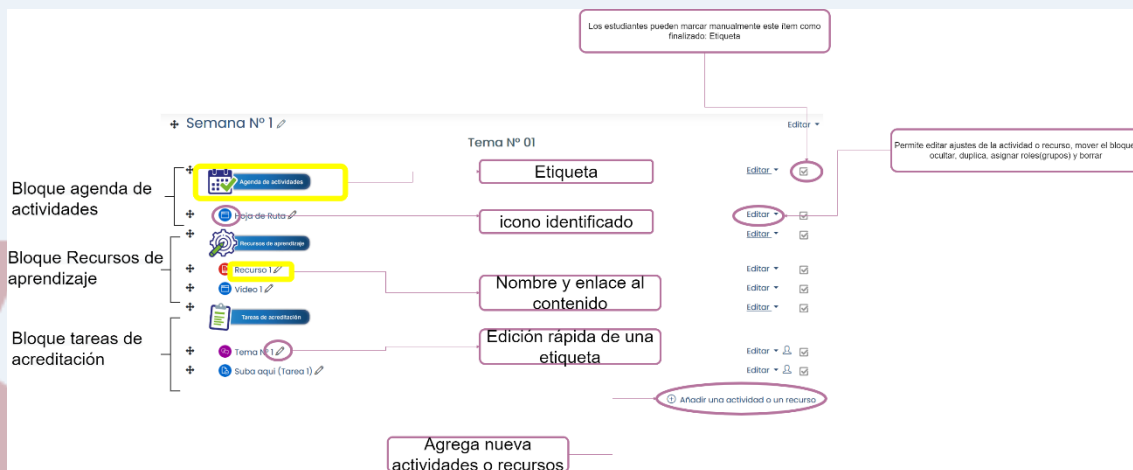 Los estudiantes pueden marcar manualmente este ítem como
finalizado: Etiqueta
Semana N° 1
Editar
Tema N° 01
Permite editar ajustes de la actividad o recurso, mover el bloque
ocultar, duplica, asignar roles(grupos) y borrar
Bloque agenda de
actividades
Agenda de actividades
Etiqueta
Editar
Hoja de Ruta
icono identificado
Editar
Bloque Recursos de
aprendizaje
Recursos de aprendizaje
Editar
Recurso 1
Editar
Video 1
Nombre y enlace al
contenido
Editar
Bloque tareas de
acreditación
Tareas de acreditación
Editar
Edición rápida de una
etiqueta
Tema N° 1
Editar
Suba aquí (Tarea 1)
Editar
Añadir una actividad o un recurso
Agrega nueva
actividades o recursos